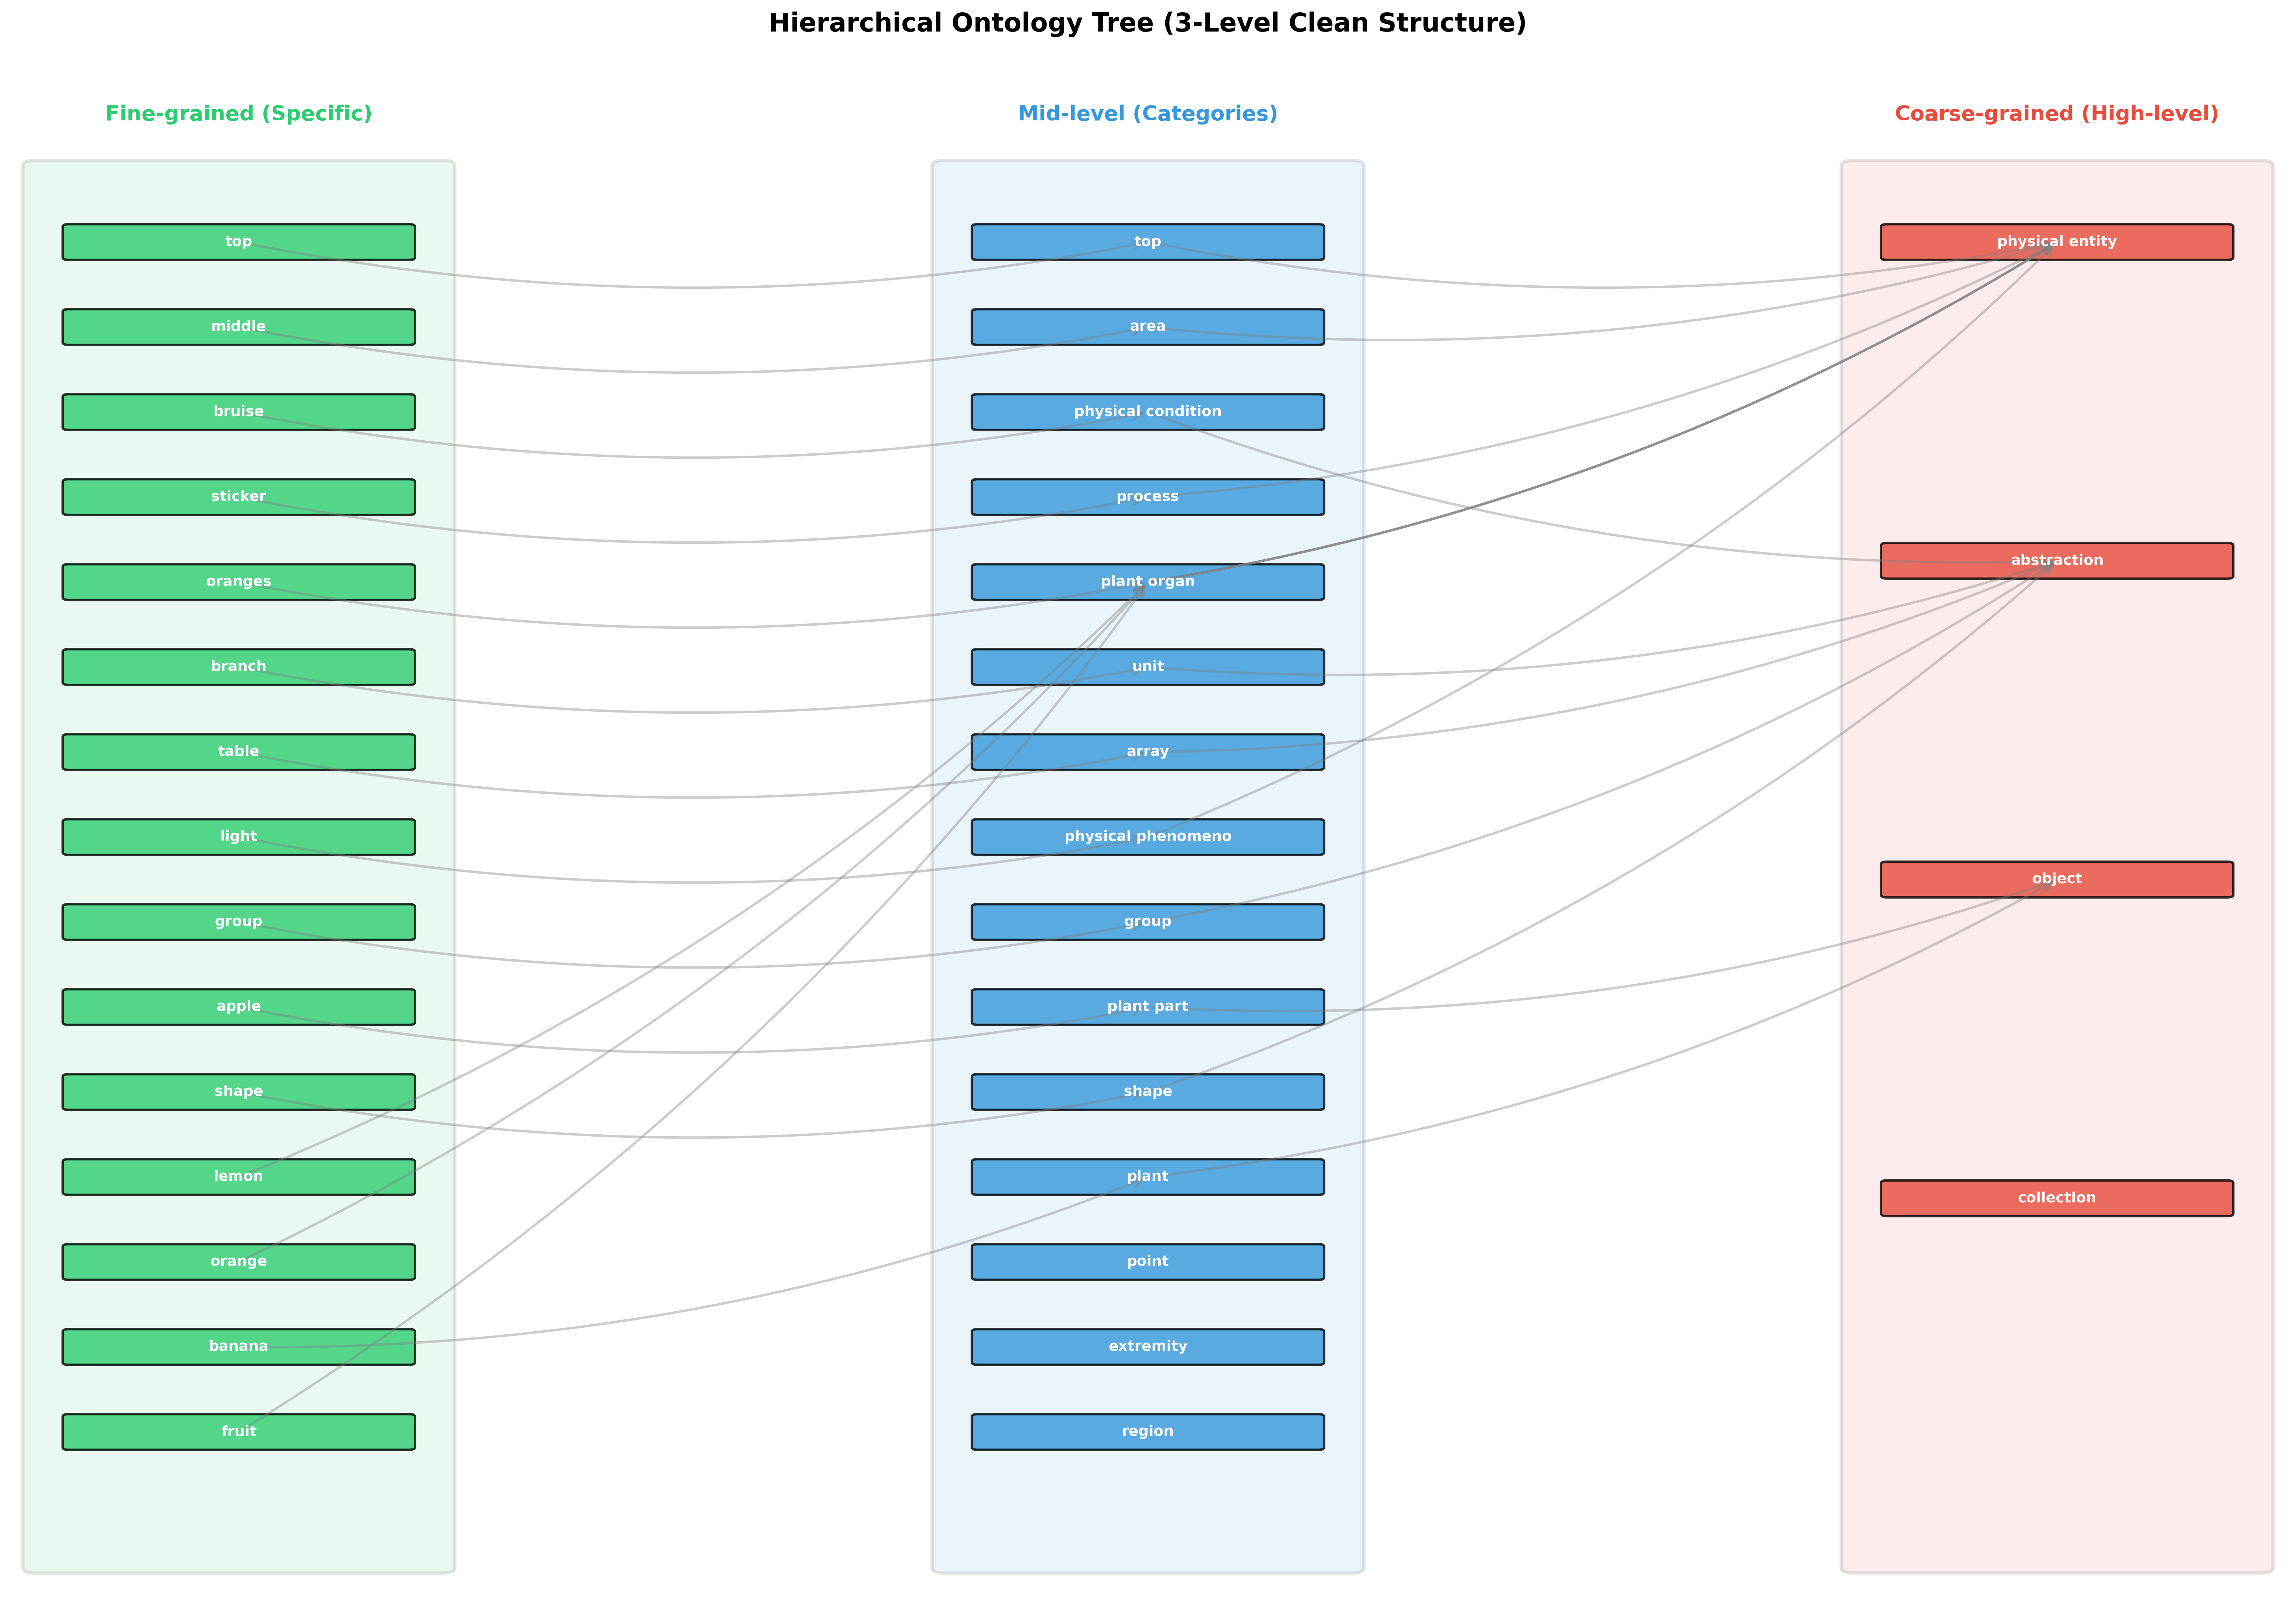 Hierarchical Ontology Tree (3-Level Clean Structure)
Fine-grained (Specific)
top
middle
bruise
sticker
oranges
branch
table
light
group
apple
shape
lemon
orange
banana
fruit
Mid-level (Categories)
top
area
physical condition
process
plant organ
unit
array
physical phenomeno
group
plant part
shape
plant
point
extremity
region
Coarse-grained (High-level)
physical entity
abstraction
object
collection